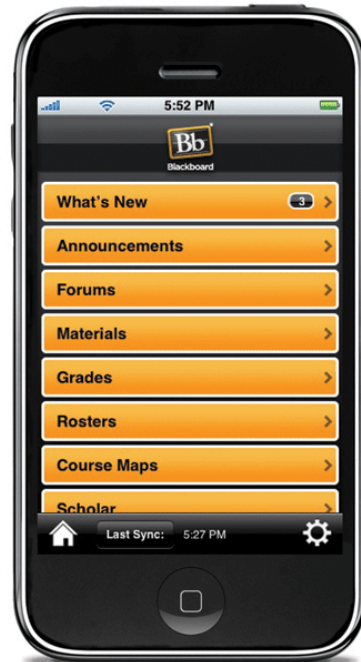 5:52 PM
Bb
Blackboard
What's New 3
Announcements
Forums
Materials
Grades
Rosters
Course Maps
Scholar
Last Sync: 5:27 PM